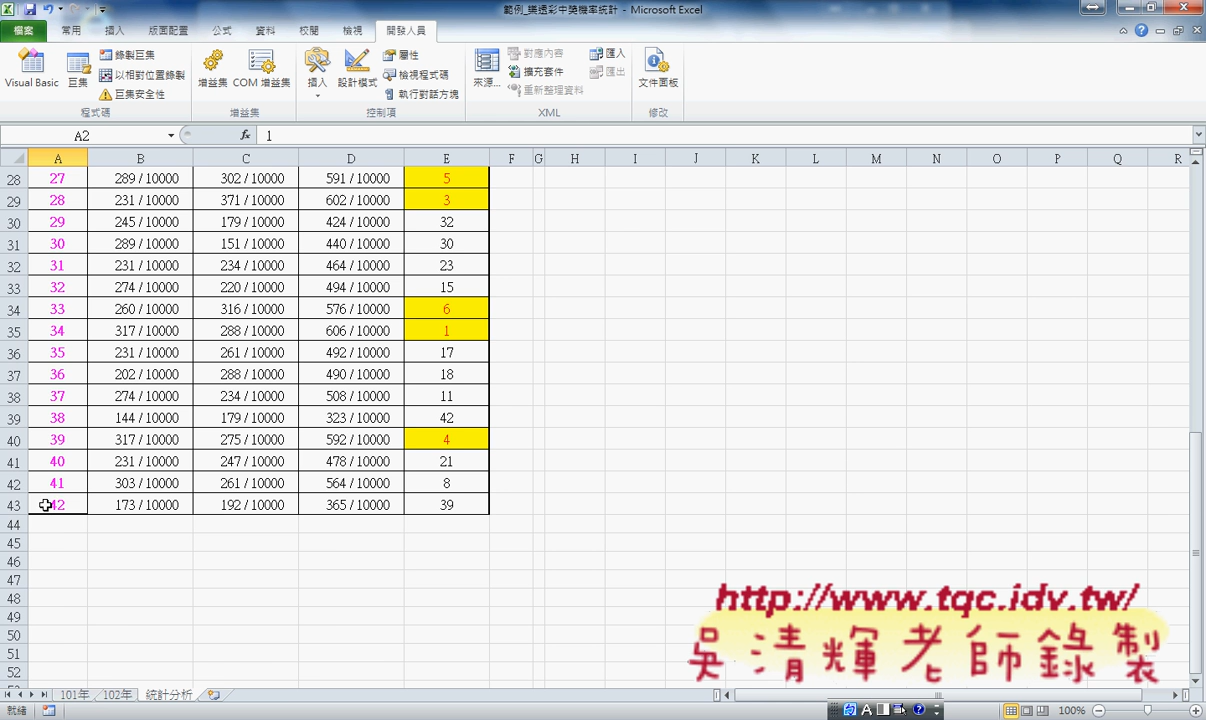 範例_樂透彩中獎機率統計 - Microsoft Excel
檔案 常用 插入 版面配置 公式 資料 校閱 檢視 開發人員
Visual Basic 巨集 錄製巨集 以相對位置錄製 巨集安全性 增益集 COM 增益集 插入 設計模式 屬性 檢視程式碼 執行對話方塊 來源... 對應內容 擴充套件 重新整理資料 匯入 匯出 文件面板
程式碼 增益集 控制項 XML 修改
A2 fx 1
A B C D E F G H I J K L M N O P Q R
28 27 289 / 10000 302 / 10000 591 / 10000 5
29 28 231 / 10000 371 / 10000 602 / 10000 3
30 29 245 / 10000 179 / 10000 424 / 10000 32
31 30 289 / 10000 151 / 10000 440 / 10000 30
32 31 231 / 10000 234 / 10000 464 / 10000 23
33 32 274 / 10000 220 / 10000 494 / 10000 15
34 33 260 / 10000 316 / 10000 576 / 10000 6
35 34 317 / 10000 288 / 10000 606 / 10000 1
36 35 231 / 10000 261 / 10000 492 / 10000 17
37 36 202 / 10000 288 / 10000 490 / 10000 18
38 37 274 / 10000 234 / 10000 508 / 10000 11
39 38 144 / 10000 179 / 10000 323 / 10000 42
40 39 317 / 10000 275 / 10000 592 / 10000 4
41 40 231 / 10000 247 / 10000 478 / 10000 21
42 41 303 / 10000 261 / 10000 564 / 10000 8
43 42 173 / 10000 192 / 10000 365 / 10000 39
44
45
46
47
48
49
50
51
52
http://www.tqc.idv.tw/
吳清輝老師錄製
101年 102年 統計分析
就緒 100%